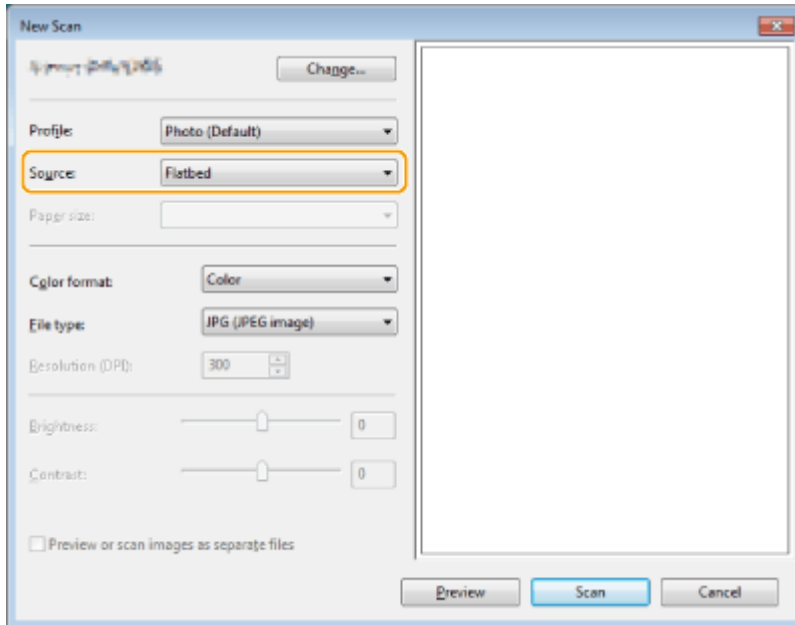 New Scan
Change...
Profile: Photo (Default)
Source: Flatbed
Paper size:
Color format: Color
File type: JPG (JPEG image)
Resolution (DPI): 300
Brightness: 0
Contrast: 0
Preview or scan images as separate files
Preview Scan Cancel